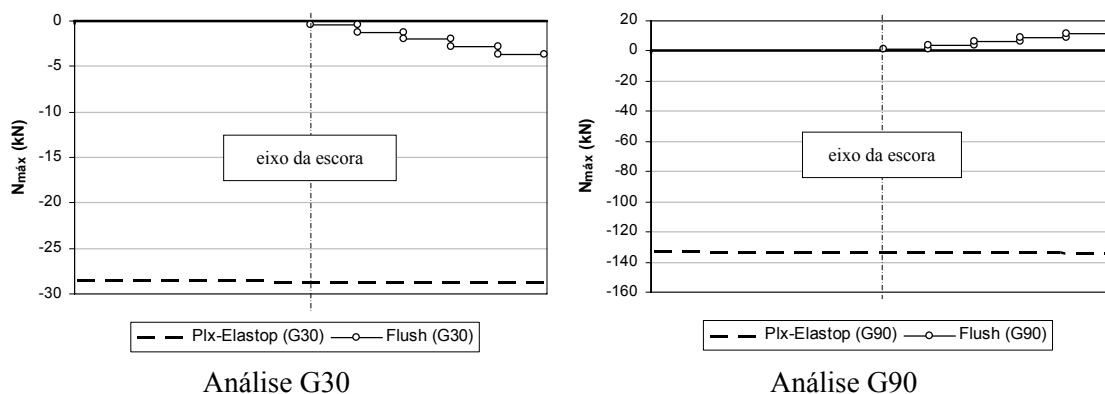 0
-5
-10
-15
-20
-25
-30
Nmáx (kN)
eixo da escora
Plx-Elastop (G30)
Flush (G30)
Análise G30
20
0
-20
-40
-60
-80
-100
-120
-140
-160
Nmáx (kN)
eixo da escora
Plx-Elastop (G90)
Flush (G90)
Análise G90